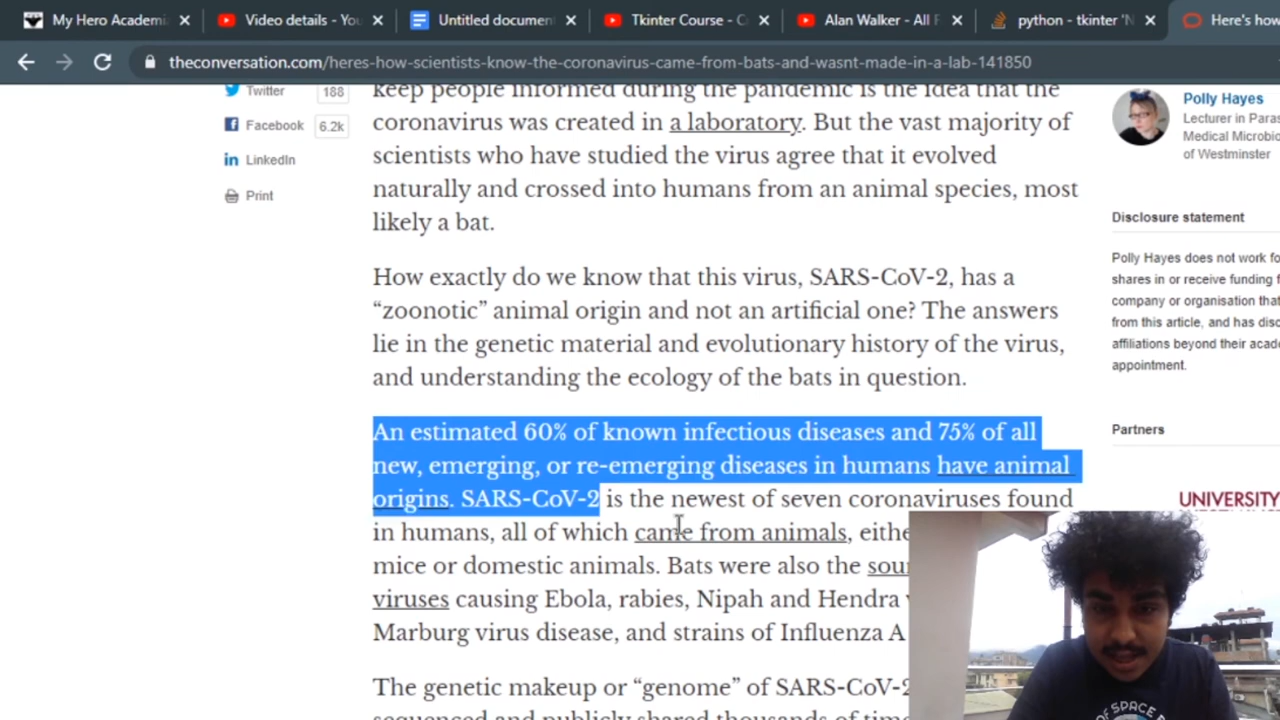 My Hero Academi
Video details - You
Untitled documen
Tkinter Course - C
Alan Walker - All F
python - tkinter 'N
Here's how
theconversation.com/heres-how-scientists-know-the-coronavirus-came-from-bats-and-wasnt-made-in-a-lab-141850
Twitter 188
Facebook 6.2k
LinkedIn
Print
keep people informed during the pandemic is the idea that the
coronavirus was created in a laboratory. But the vast majority of
scientists who have studied the virus agree that it evolved
naturally and crossed into humans from an animal species, most
likely a bat.
How exactly do we know that this virus, SARS-CoV-2, has a
“zoonotic” animal origin and not an artificial one? The answers
lie in the genetic material and evolutionary history of the virus,
and understanding the ecology of the bats in question.
An estimated 60% of known infectious diseases and 75% of all
new, emerging, or re-emerging diseases in humans have animal
origins. SARS-CoV-2 is the newest of seven coronaviruses found
in humans, all of which came from animals, eithe
mice or domestic animals. Bats were also the sour
viruses causing Ebola, rabies, Nipah and Hendra
Marburg virus disease, and strains of Influenza A
The genetic makeup or “genome” of SARS-CoV-2
sequenced and publicly shared thousands of time
Polly Hayes
Lecturer in Paras
Medical Microbio
of Westminster
Disclosure statement
Polly Hayes does not work fo
shares in or receive funding f
company or organisation that
from this article, and has disc
affiliations beyond their acade
appointment.
Partners
UNIVERSITY
OF SPACE